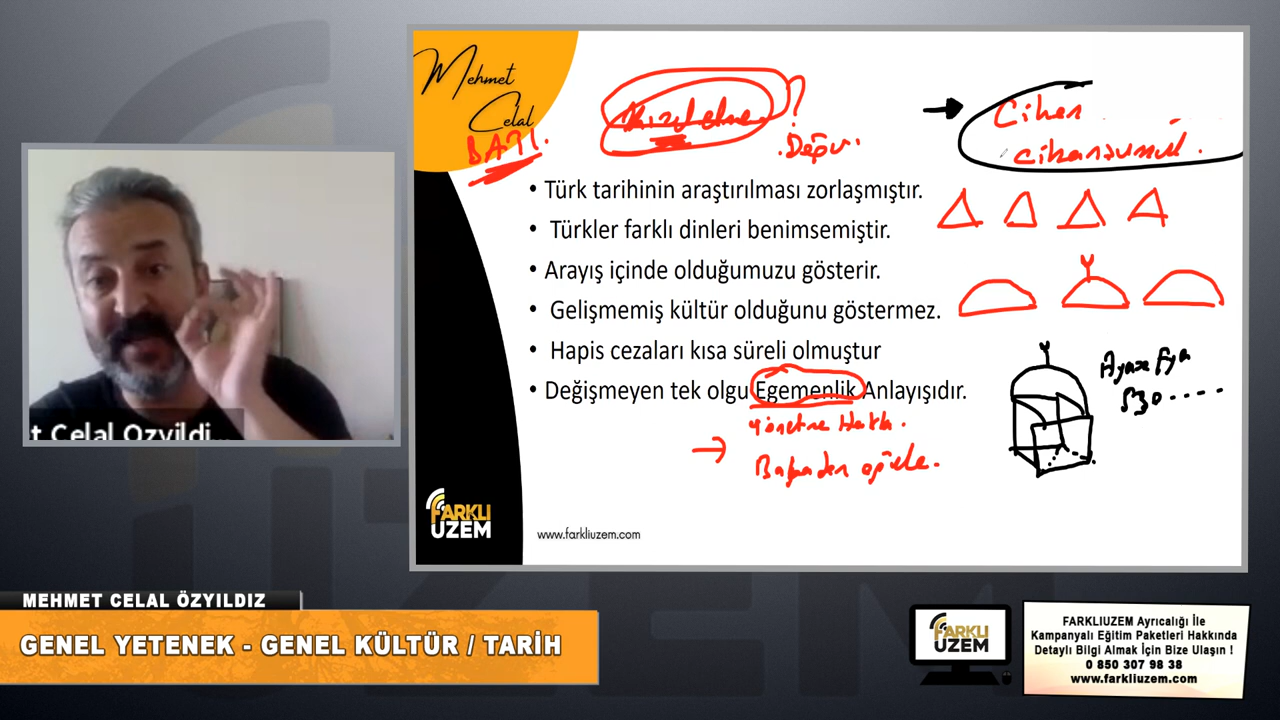 Mehmet
Celal
BATI.
Kızılelma ?
Doğu.
Cihan
cihanşumul.
• Türk tarihinin araştırılması zorlaşmıştır.
• Türkler farklı dinleri benimsemiştir.
• Arayış içinde olduğumuzu gösterir.
• Gelişmemiş kültür olduğunu göstermez.
• Hapis cezaları kısa süreli olmuştur
• Değişmeyen tek olgu Egemenlik Anlayışıdır.
Yönetme Hakkı.
Babadan oğula.
Ayasofya
530.....
t Celal Ozyildi...
FARKLI
UZEM
www.farkliuzem.com
MEHMET CELAL ÖZYILDIZ
GENEL YETENEK - GENEL KÜLTÜR / TARİH
FARKLI
UZEM
FARKLIUZEM Ayrıcalığı İle
Kampanyalı Eğitim Paketleri Hakkında
Detaylı Bilgi Almak İçin Bize Ulaşın !
0 850 307 98 38
www.farkliuzem.com